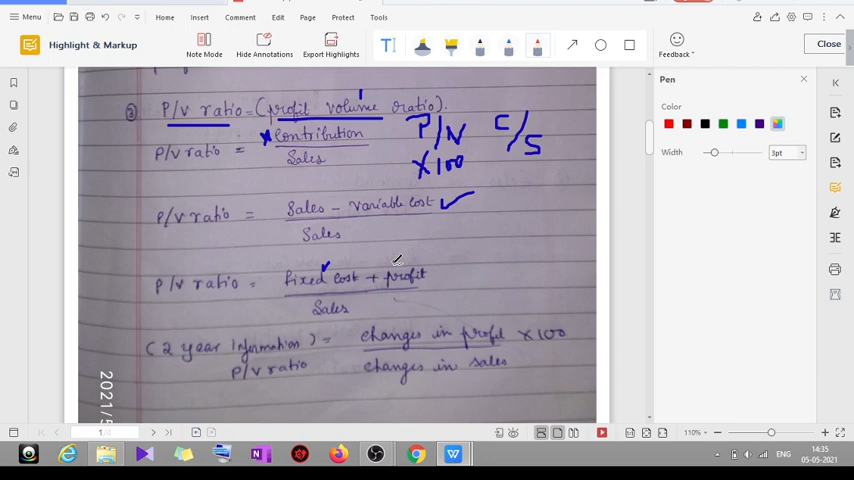 Menu Home Insert Comment Edit Page Protect Tools
Highlight & Markup
Note Mode
Hide Annotations
Export Highlights
Feedback
Close
Pen
Color
Width
3pt
③ P/V ratio = (profit volume ratio).
P/V ratio = contribution
Sales
P/V C/S
X100
P/V ratio = Sales - variable cost
Sales
P/V ratio = fixed cost + profit
Sales
(2 year Information) = changes in profit X100
P/V ratio changes in sales
1/4
110%
ENG
14:35
05-05-2021